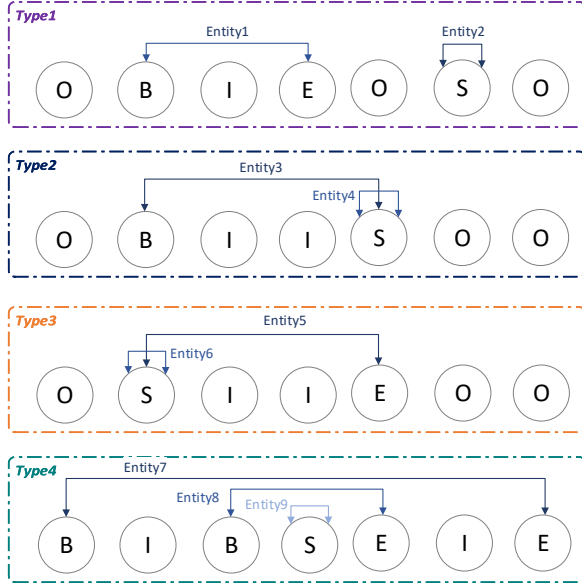 Type1
Entity1
Entity2
O B I E O S O
Type2
Entity3
Entity4
O B I I S O O
Type3
Entity5
Entity6
O S I I E O O
Type4
Entity7
Entity8
Entity9
B I B S E I E